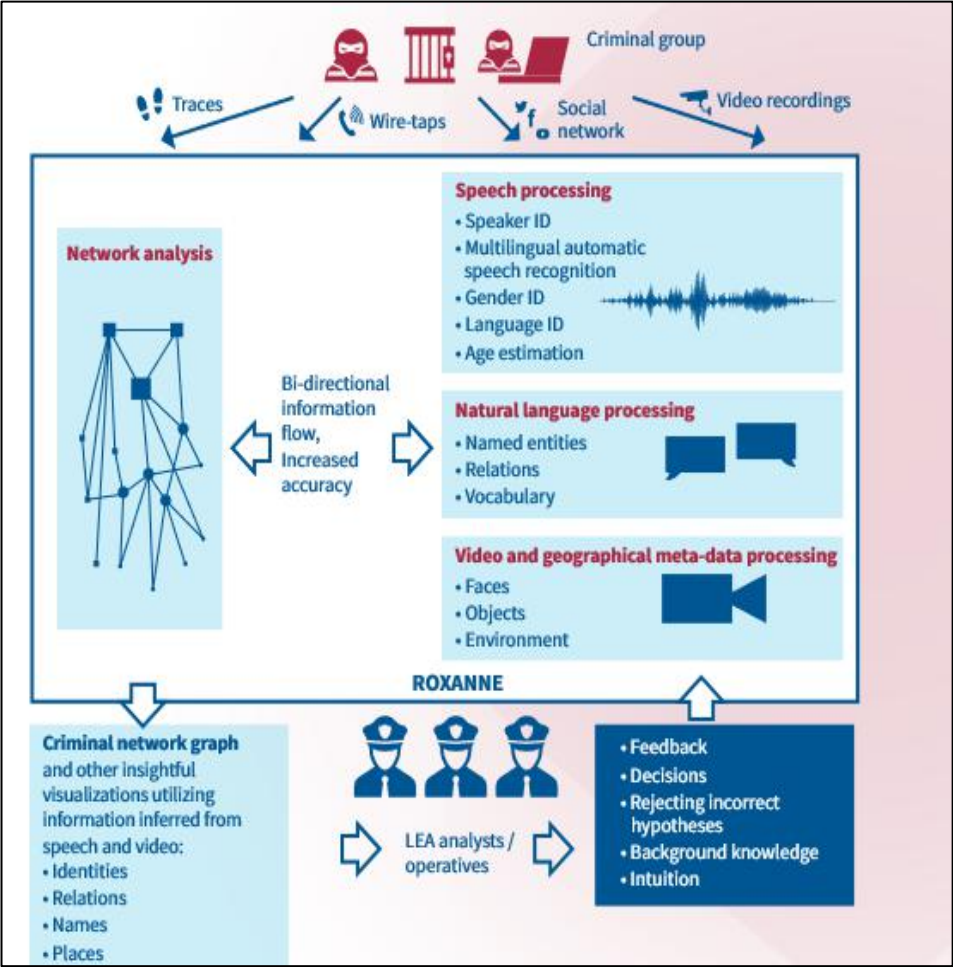 Criminal group
Traces
Wire-taps
Social
network
Video recordings
Network analysis
Bi-directional
information
flow,
Increased
accuracy
Speech processing
• Speaker ID
• Multilingual automatic
speech recognition
• Gender ID
• Language ID
• Age estimation
Natural language processing
• Named entities
• Relations
• Vocabulary
Video and geographical meta-data processing
• Faces
• Objects
• Environment
ROXANNE
Criminal network graph
and other insightful
visualizations utilizing
information inferred from
speech and video:
• Identities
• Relations
• Names
• Places
LEA analysts /
operatives
• Feedback
• Decisions
• Rejecting incorrect
hypotheses
• Background knowledge
• Intuition